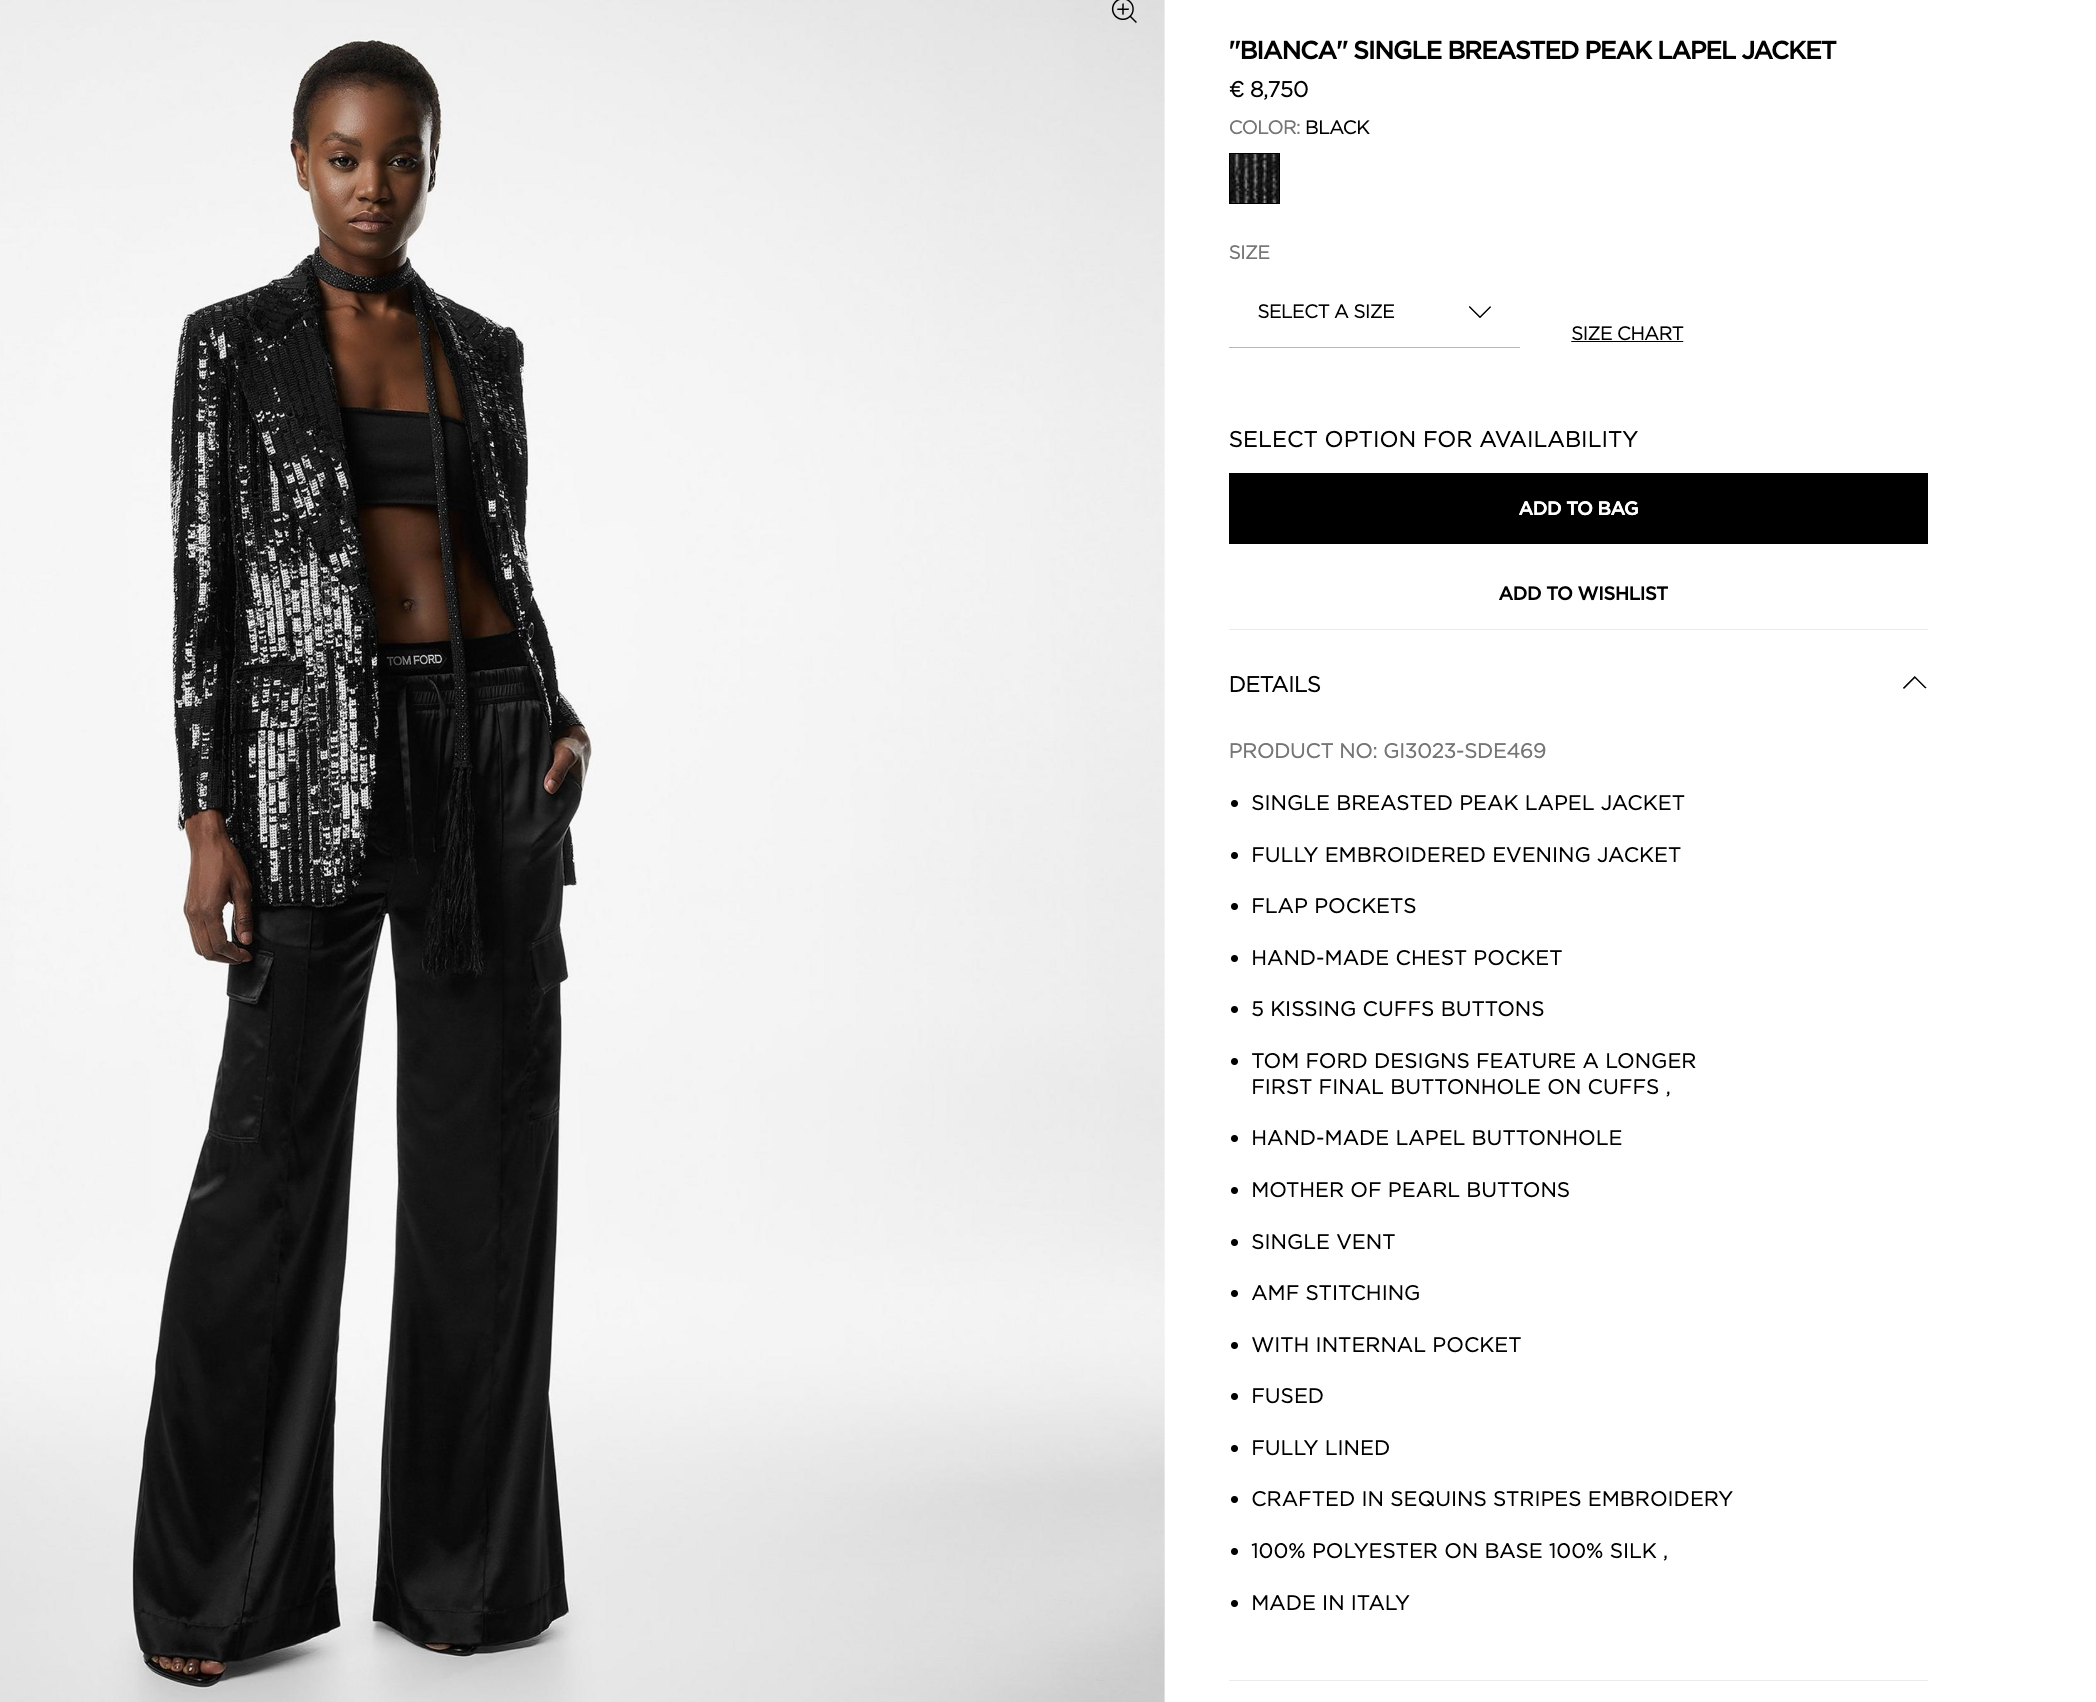 "BIANCA" SINGLE BREASTED PEAK LAPEL JACKET
€ 8,750
COLOR: BLACK
SIZE
SELECT A SIZE
SIZE CHART
SELECT OPTION FOR AVAILABILITY
ADD TO BAG
ADD TO WISHLIST
TOM FORD
DETAILS
PRODUCT NO: GI3023-SDE469
• SINGLE BREASTED PEAK LAPEL JACKET
• FULLY EMBROIDERED EVENING JACKET
• FLAP POCKETS
• HAND-MADE CHEST POCKET
• 5 KISSING CUFFS BUTTONS
• TOM FORD DESIGNS FEATURE A LONGER
FIRST FINAL BUTTONHOLE ON CUFFS ,
• HAND-MADE LAPEL BUTTONHOLE
• MOTHER OF PEARL BUTTONS
• SINGLE VENT
• AMF STITCHING
• WITH INTERNAL POCKET
• FUSED
• FULLY LINED
• CRAFTED IN SEQUINS STRIPES EMBROIDERY
• 100% POLYESTER ON BASE 100% SILK ,
• MADE IN ITALY